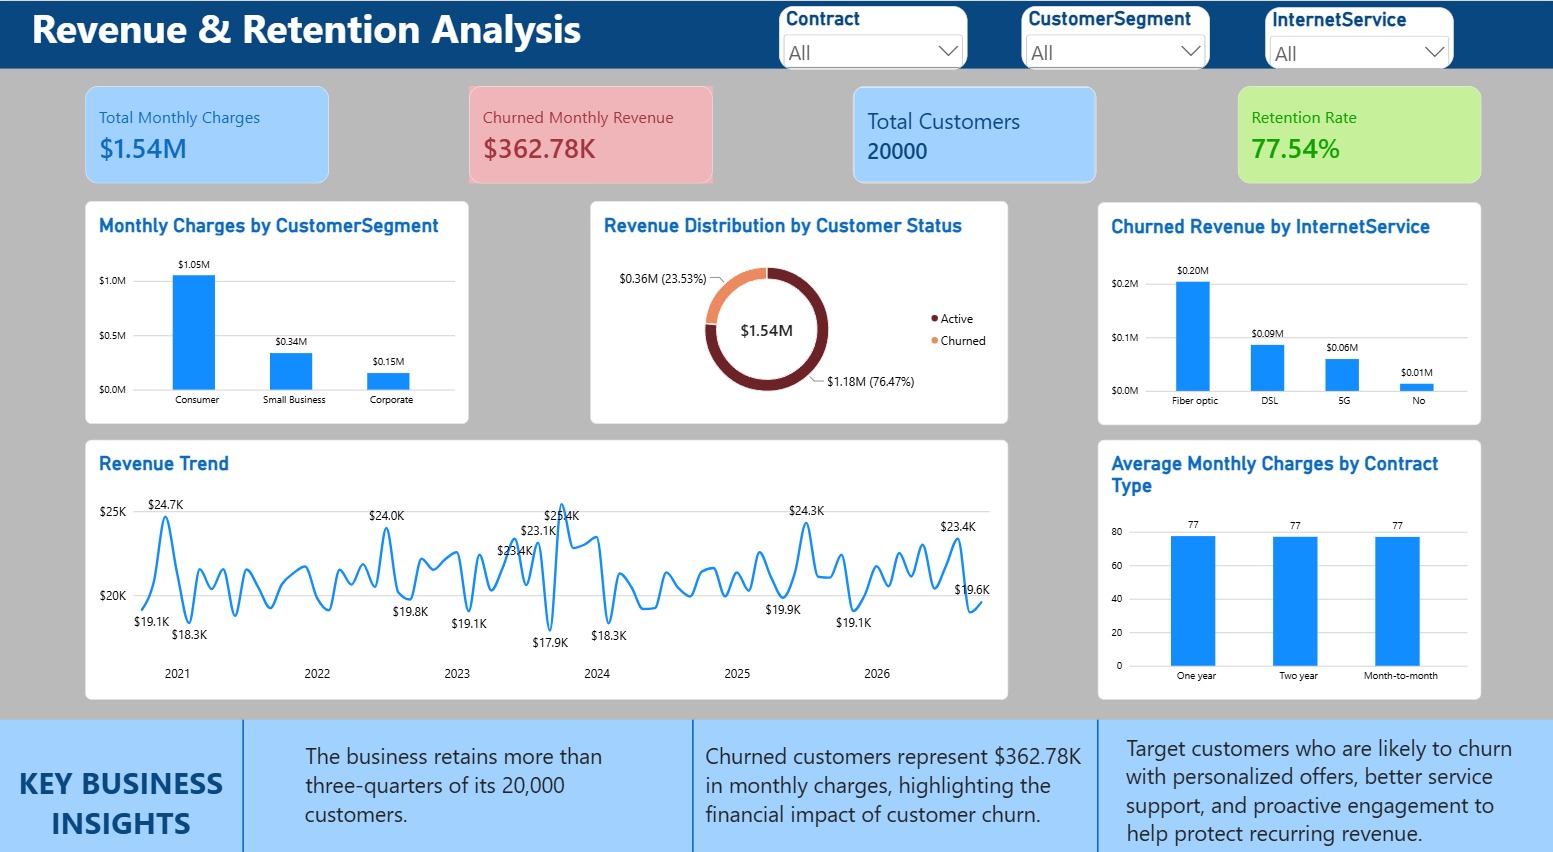 Revenue & Retention Analysis
Contract
All
CustomerSegment
All
InternetService
All
Total Monthly Charges
$1.54M
Churned Monthly Revenue
$362.78K
Total Customers
20000
Retention Rate
77.54%
Monthly Charges by CustomerSegment
$1.0M
$0.5M
$0.0M
$1.05M
$0.34M
$0.15M
Consumer
Small Business
Corporate
Revenue Distribution by Customer Status
$0.36M (23.53%)
$1.54M
$1.18M (76.47%)
Active
Churned
Churned Revenue by InternetService
$0.2M
$0.1M
$0.0M
$0.20M
$0.09M
$0.06M
$0.01M
Fiber optic
DSL
5G
No
Revenue Trend
$25K
$20K
$19.1K
$24.7K
$18.3K
$24.0K
$19.8K
$19.1K
$23.4K
$23.1K
$17.9K
$25.4K
$18.3K
$19.9K
$24.3K
$19.1K
$23.4K
$19.6K
2021
2022
2023
2024
2025
2026
Average Monthly Charges by Contract
Type
80
60
40
20
0
77
77
77
One year
Two year
Month-to-month
KEY BUSINESS
INSIGHTS
The business retains more than
three-quarters of its 20,000
customers.
Churned customers represent $362.78K
in monthly charges, highlighting the
financial impact of customer churn.
Target customers who are likely to churn
with personalized offers, better service
support, and proactive engagement to
help protect recurring revenue.